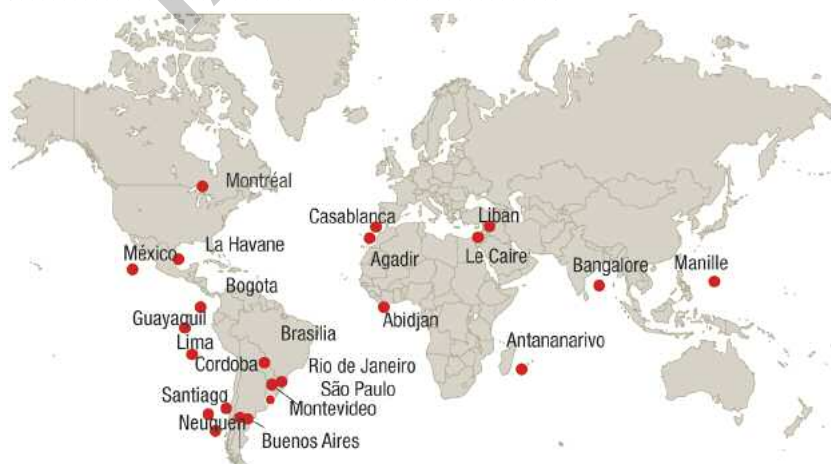 Montréal
Casablanca
Liban
La Havane
México
Agadir
Le Caire
Bangalore
Manille
Bogota
Guayaquil
Abidjan
Brasilia
Lima
Antananarivo
Cordoba
Rio de Janeiro
São Paulo
Santiago
Montevideo
Neuquen
Buenos Aires